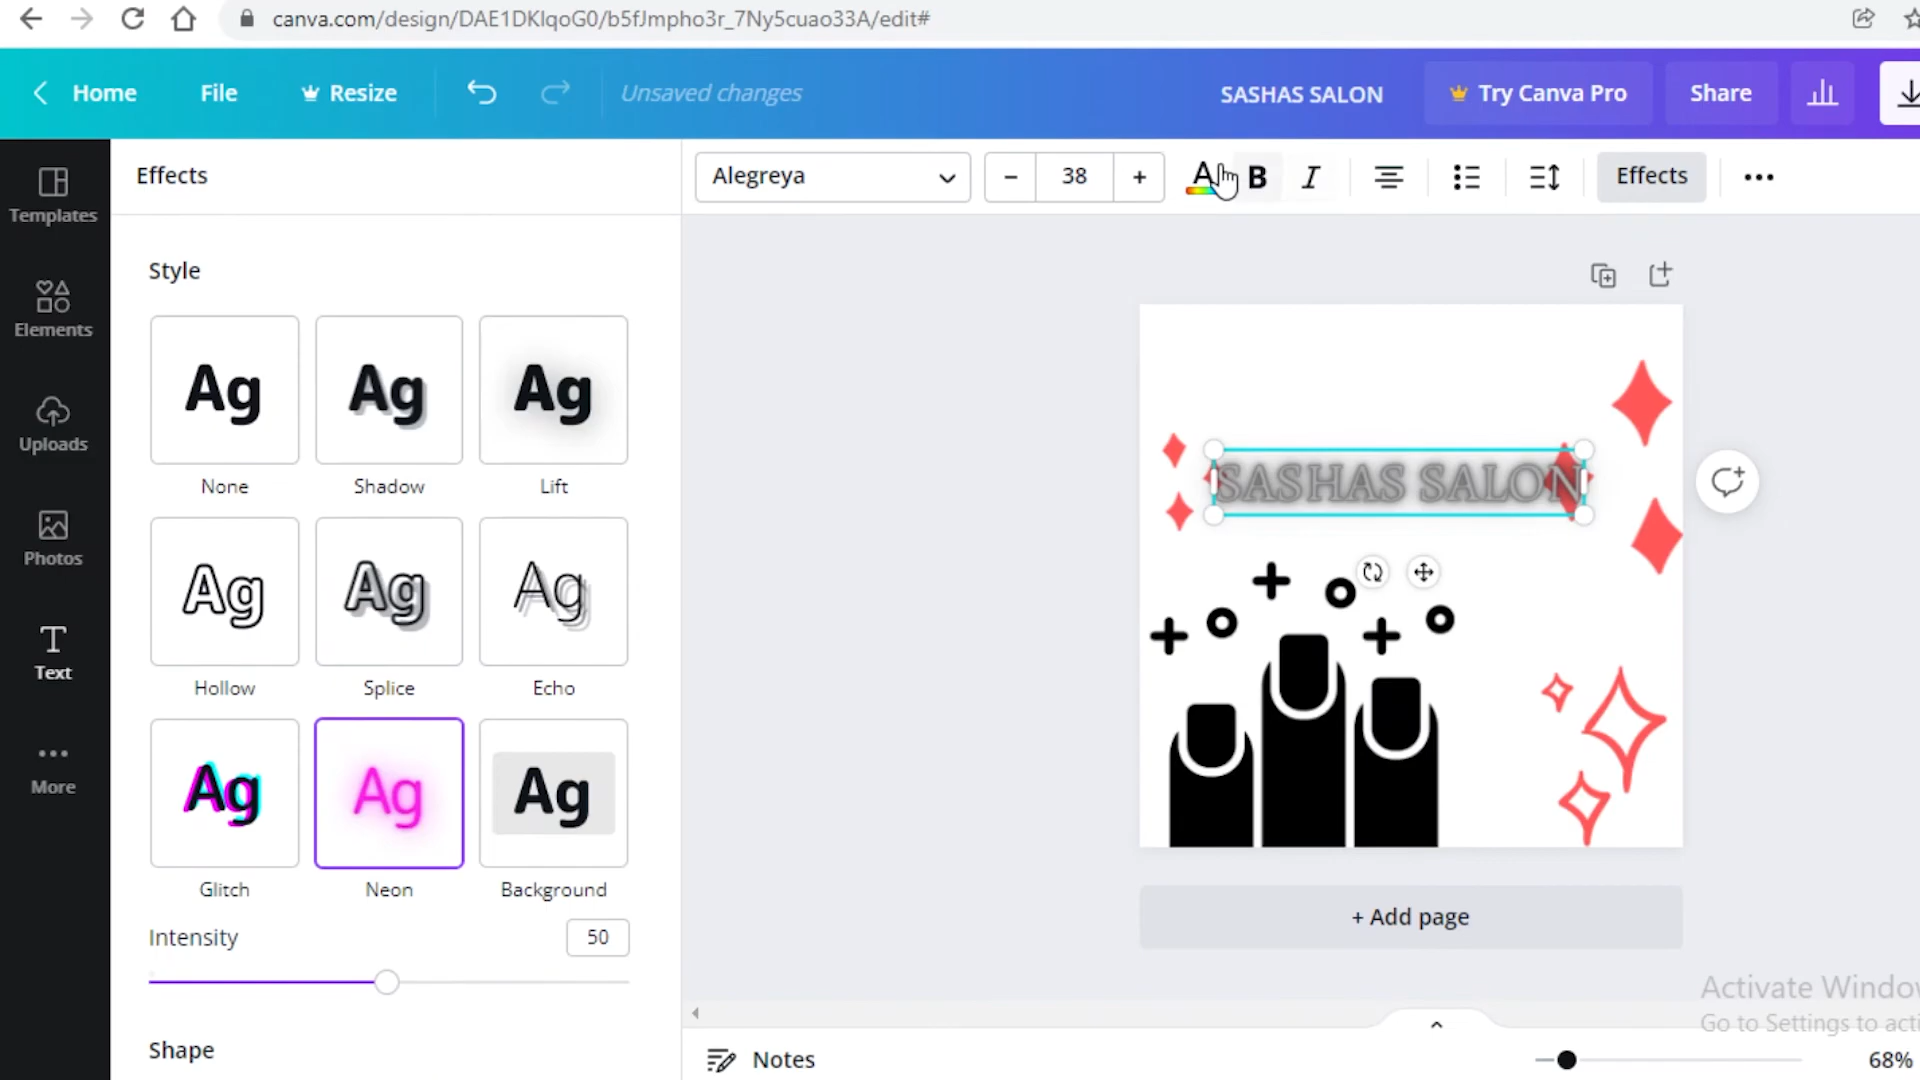 canva.com/design/DAE1DKIqoG0/b5fJmpho3r_7Ny5cuao33A/edit#
Home File Resize Unsaved changes SASHAS SALON Try Canva Pro Share
Effects Alegreya − 38 + A B I Effects
Templates
Elements
Uploads
Photos
Text
More
Style
Ag Ag Ag
None Shadow Lift
Ag Ag Ag
Hollow Splice Echo
Ag Ag Ag
Glitch Neon Background
Intensity 50
Shape
SASHAS SALON
+ Add page
Activate Window
Go to Settings to acti
Notes 68%